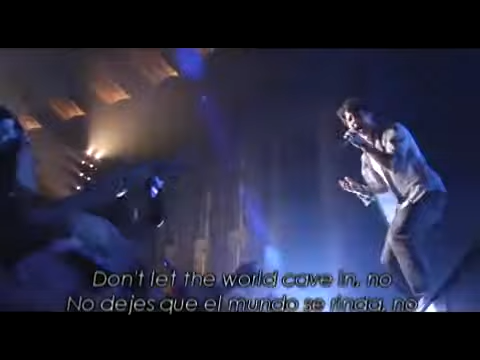 Don't let the world cave in, no
No dejes que el mundo se rinda, no